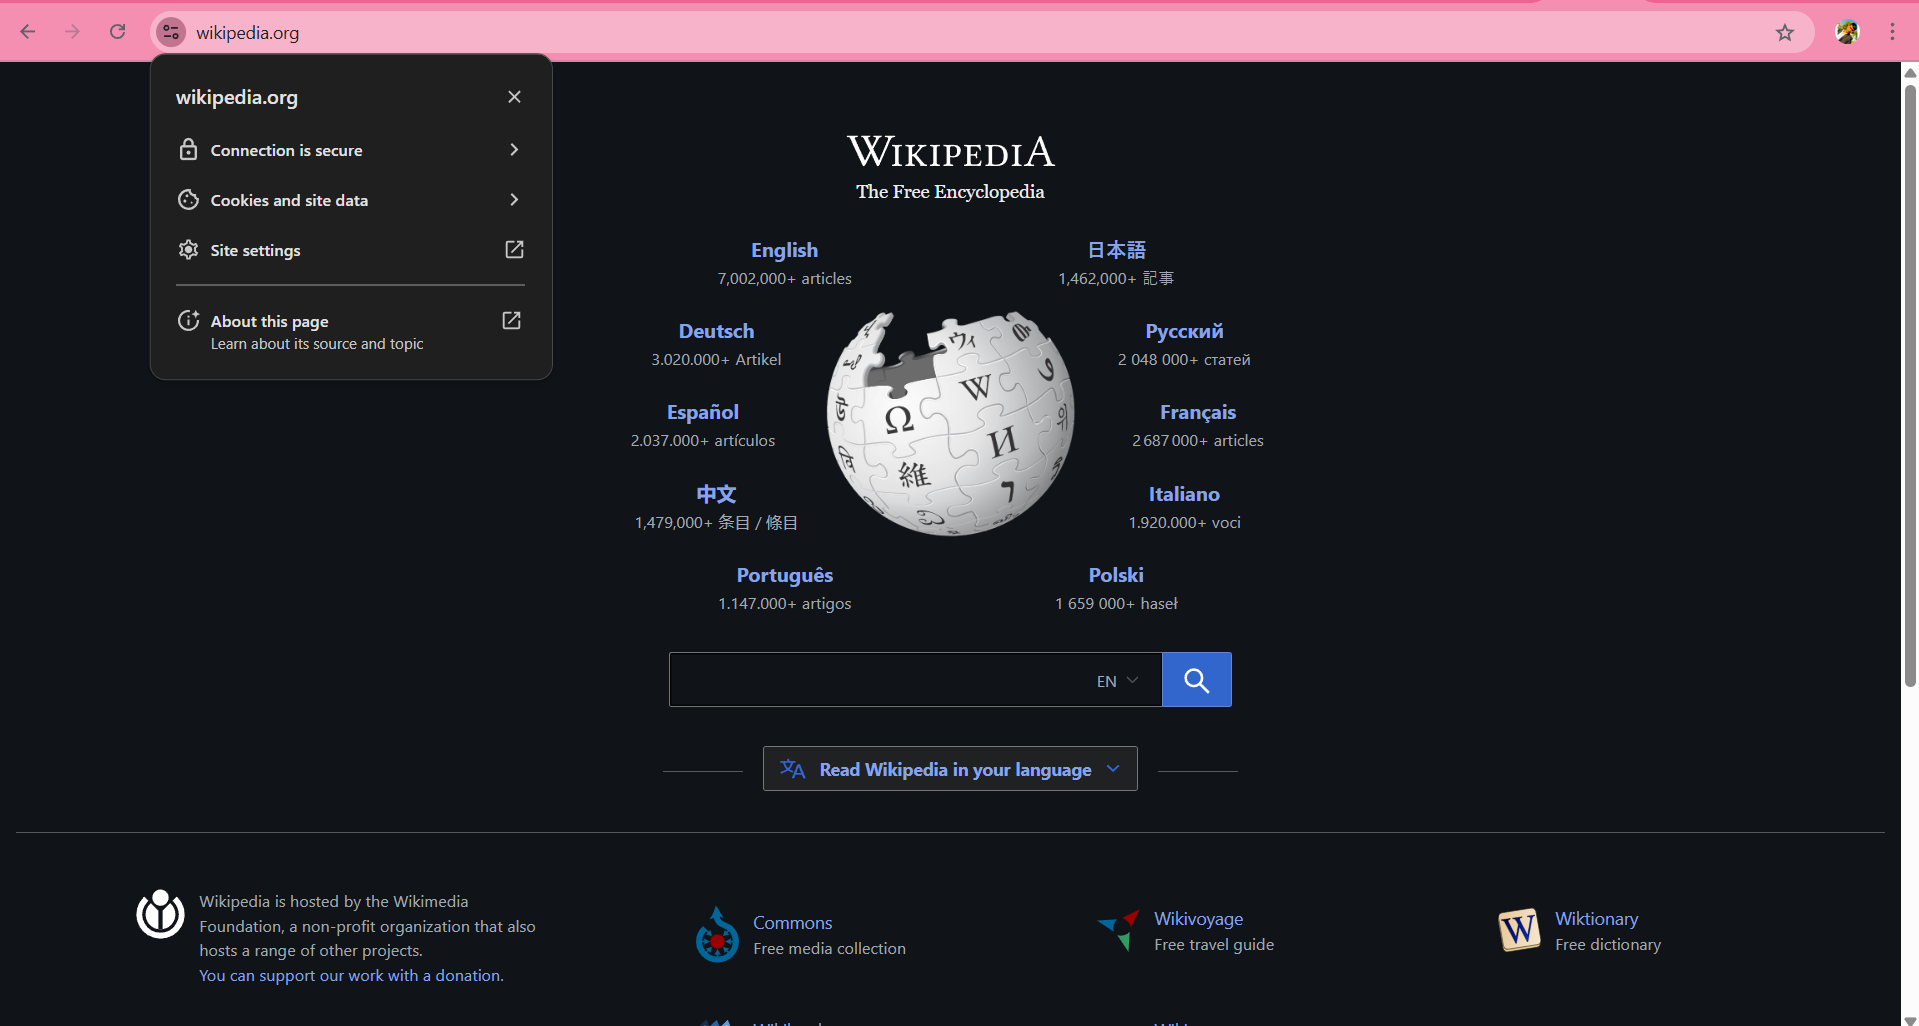 wikipedia.org
wikipedia.org
Connection is secure
Cookies and site data
Site settings
About this page
Learn about its source and topic
WIKIPEDIA
The Free Encyclopedia
English
7,002,000+ articles
日本語
1,462,000+ 記事
Deutsch
3.020.000+ Artikel
Русский
2 048 000+ статей
Español
2.037.000+ artículos
Français
2 687 000+ articles
中文
1,479,000+ 条目 / 條目
Italiano
1.920.000+ voci
Português
1.147.000+ artigos
Polski
1 659 000+ haseł
Ω
W
И
維
ウィ
EN
Read Wikipedia in your language
Wikipedia is hosted by the Wikimedia
Foundation, a non-profit organization that also
hosts a range of other projects.
You can support our work with a donation.
Commons
Free media collection
Wikivoyage
Free travel guide
W
Wiktionary
Free dictionary